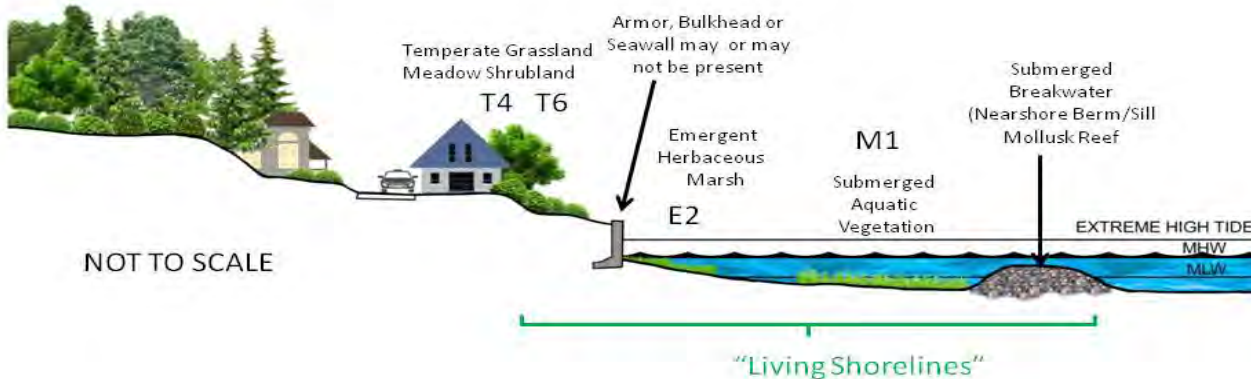 Temperate Grassland
Meadow Shrubland
T4 T6
Armor, Bulkhead or
Seawall may or may
not be present
Emergent
Herbaceous
Marsh
E2
M1
Submerged
Aquatic
Vegetation
Submerged
Breakwater
(Nearshore Berm/Sill
Mollusk Reef
EXTREME HIGH TIDE
MHW
MLW
NOT TO SCALE
“Living Shorelines”